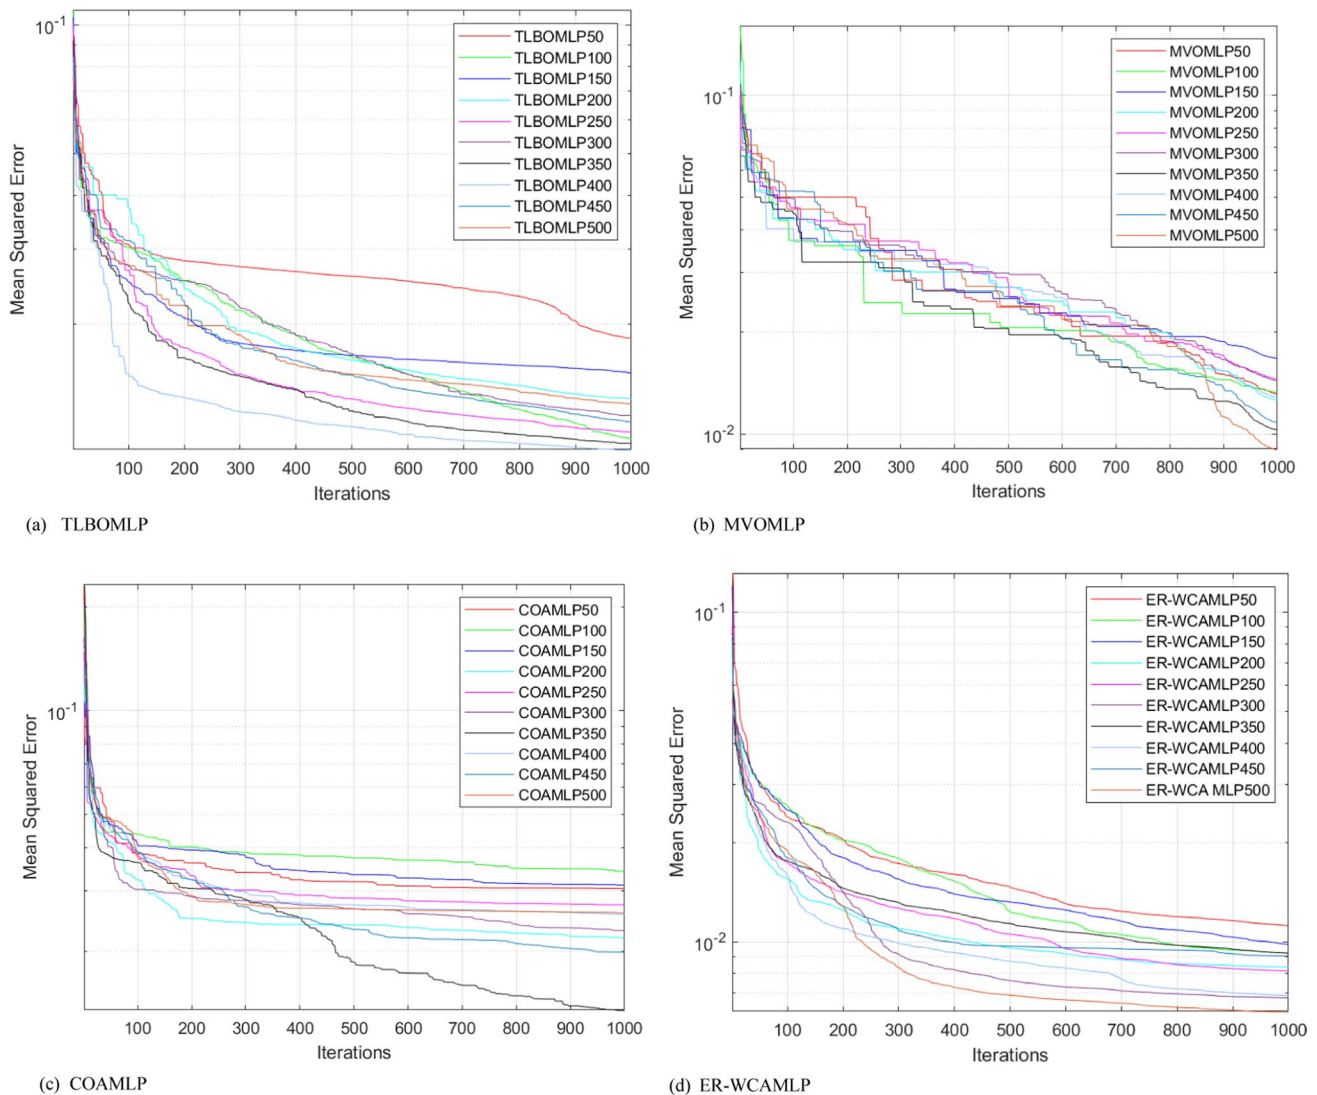 10-1
TLBOMLP50
TLBOMLP100
TLBOMLP150
TLBOMLP200
TLBOMLP250
TLBOMLP300
TLBOMLP350
TLBOMLP400
TLBOMLP450
TLBOMLP500
Mean Squared Error
100 200 300 400 500 600 700 800 900 1000
Iterations
(a) TLBOMLP
10-1
10-2
MVOMLP50
MVOMLP100
MVOMLP150
MVOMLP200
MVOMLP250
MVOMLP300
MVOMLP350
MVOMLP400
MVOMLP450
MVOMLP500
Mean Squared Error
100 200 300 400 500 600 700 800 900 1000
Iterations
(b) MVOMLP
10-1
COAMLP50
COAMLP100
COAMLP150
COAMLP200
COAMLP250
COAMLP300
COAMLP350
COAMLP400
COAMLP450
COAMLP500
Mean Squared Error
100 200 300 400 500 600 700 800 900 1000
Iterations
(c) COAMLP
10-1
10-2
ER-WCAMLP50
ER-WCAMLP100
ER-WCAMLP150
ER-WCAMLP200
ER-WCAMLP250
ER-WCAMLP300
ER-WCAMLP350
ER-WCAMLP400
ER-WCAMLP450
ER-WCA MLP500
Mean Squared Error
100 200 300 400 500 600 700 800 900 1000
Iterations
(d) ER-WCAMLP